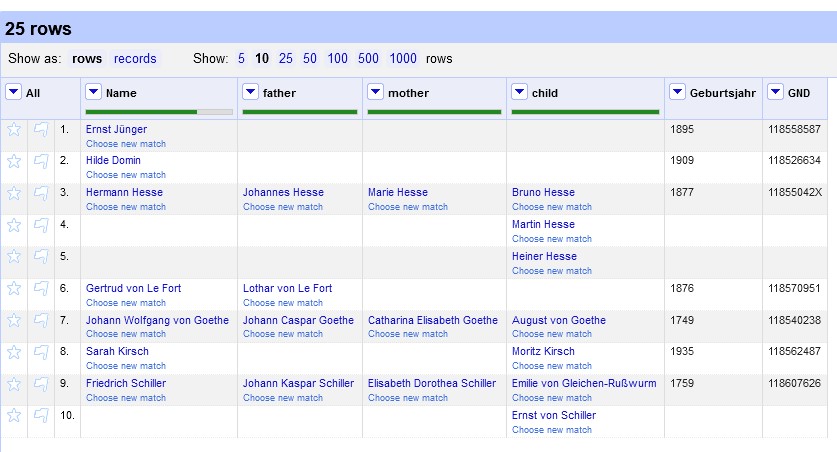 25 rows
Show as: rows records Show: 5 10 25 50 100 500 1000 rows
All Name father mother child Geburtsjahr GND
1. Ernst Jünger 1895 118558587
Choose new match
2. Hilde Domin 1909 118526634
Choose new match
3. Hermann Hesse Johannes Hesse Marie Hesse Bruno Hesse 1877 11855042X
Choose new match Choose new match Choose new match Choose new match
4. Martin Hesse
Choose new match
5. Heiner Hesse
Choose new match
6. Gertrud von Le Fort Lothar von Le Fort 1876 118570951
Choose new match Choose new match
7. Johann Wolfgang von Goethe Johann Caspar Goethe Catharina Elisabeth Goethe August von Goethe 1749 118540238
Choose new match Choose new match Choose new match Choose new match
8. Sarah Kirsch Moritz Kirsch 1935 118562487
Choose new match Choose new match
9. Friedrich Schiller Johann Kaspar Schiller Elisabeth Dorothea Schiller Emilie von Gleichen-Rußwurm 1759 118607626
Choose new match Choose new match Choose new match Choose new match
10. Ernst von Schiller
Choose new match